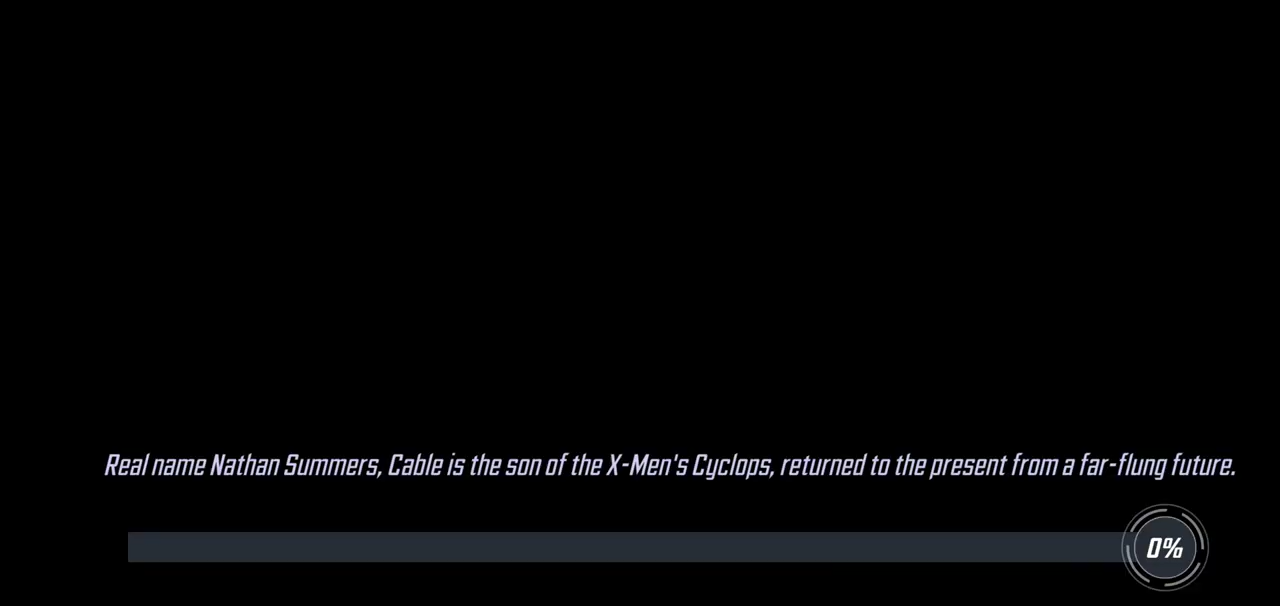 Real name Nathan Summers, Cable is the son of the X-Men's Cyclops, returned to the present from a far-flung future.
0%